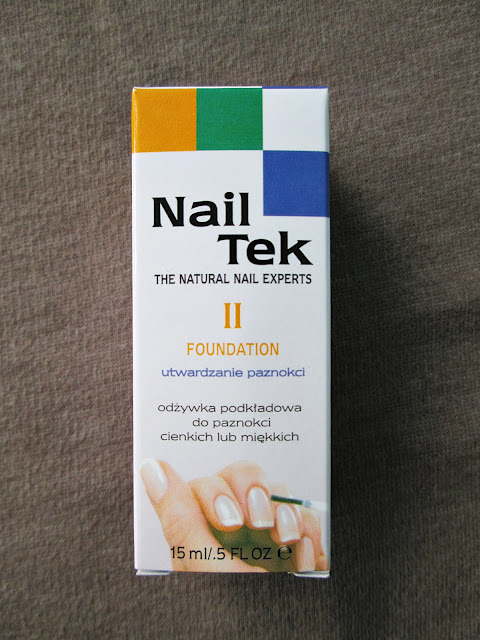 Nail
Tek
THE NATURAL NAIL EXPERTS
II
FOUNDATION
utwardzanie paznokci
odżywka podkładowa
do paznokci
cienkich lub miękkich
15 ml/.5 FL OZ ℮